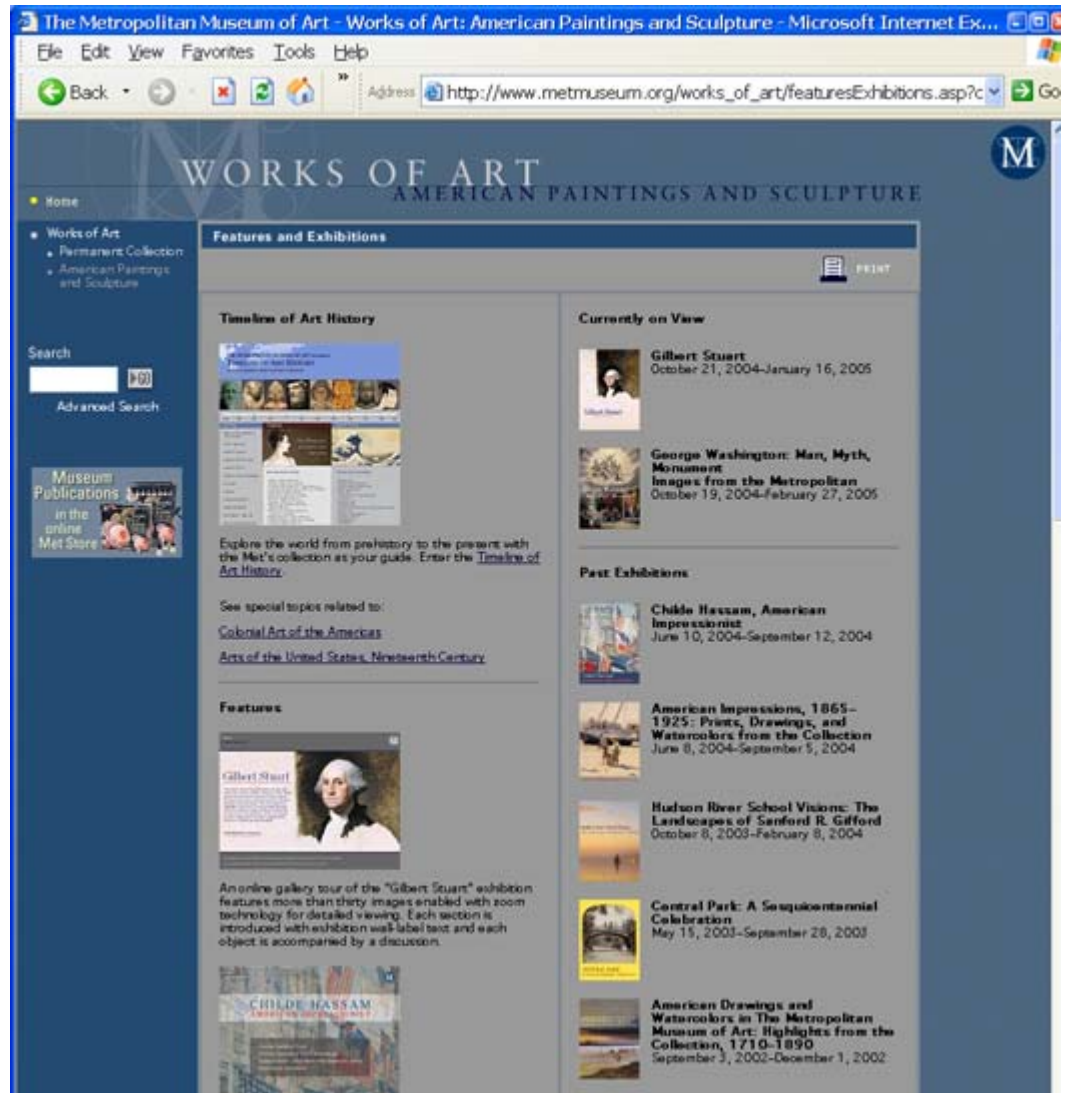 The Metropolitan Museum of Art - Works of Art: American Paintings and Sculpture - Microsoft Internet Ex...
File Edit View Favorites Tools Help
Back
Address http://www.metmuseum.org/works_of_art/featuresExhibitions.asp?c
Go
M
WORKS OF ART
AMERICAN PAINTINGS AND SCULPTURE
Home
Works of Art
Permanent Collection
American Paintings
and Sculpture
Search
GO
Advanced Search
Museum
Publications
in the
online
Met Store
Features and Exhibitions
PRINT
Timeline of Art History
TIMELINE OF ART HISTORY
Explore the world from prehistory to the present with
the Met's collection as your guide. Enter the Timeline of
Art History.
See special topics related to:
Colonial Art of the Americas
Arts of the United States, Nineteenth Century
Features
Gilbert Stuart
An online gallery tour of the "Gilbert Stuart" exhibition
features more than thirty images enabled with zoom
technology for detailed viewing. Each section is
introduced with exhibition wall-label text and each
object is accompanied by a discussion.
CHILDE HASSAM
AMERICAN IMPRESSIONIST
Currently on View
Gilbert Stuart
Gilbert Stuart
October 21, 2004-January 16, 2005
George Washington: Man, Myth,
Monument
Images from the Metropolitan
October 19, 2004-February 27, 2005
Past Exhibitions
Childe Hassam, American
Impressionist
June 10, 2004-September 12, 2004
American Impressions, 1865–
1925: Prints, Drawings, and
Watercolors from the Collection
June 8, 2004-September 5, 2004
Hudson River School Visions: The
Landscapes of Sanford R. Gifford
October 8, 2003-February 8, 2004
Central Park: A Sesquicentennial
Celebration
May 15, 2003-September 28, 2003
American Drawings and
Watercolors in The Metropolitan
Museum of Art: Highlights from the
Collection, 1710-1890
September 3, 2002-December 1, 2002